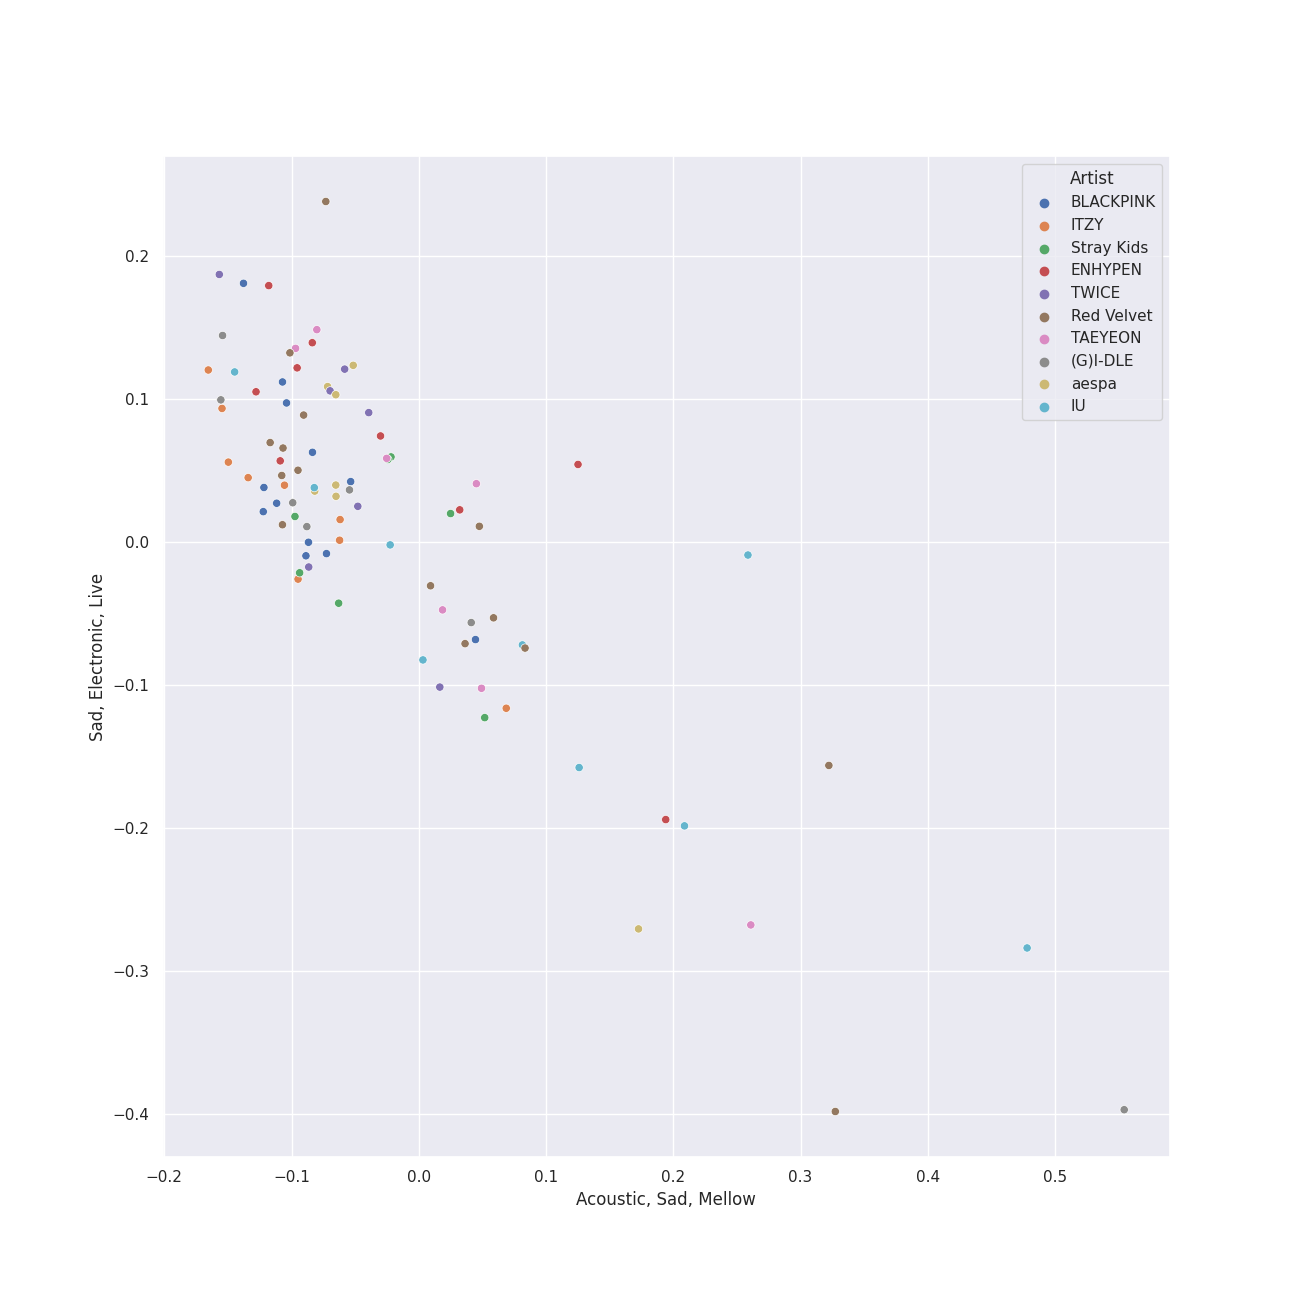 Artist
BLACKPINK
ITZY
Stray Kids
ENHYPEN
TWICE
Red Velvet
TAEYEON
(G)I-DLE
aespa
IU
0.2
0.1
0.0
−0.1
−0.2
−0.3
−0.4
Sad, Electronic, Live
−0.2 −0.1 0.0 0.1 0.2 0.3 0.4 0.5
Acoustic, Sad, Mellow